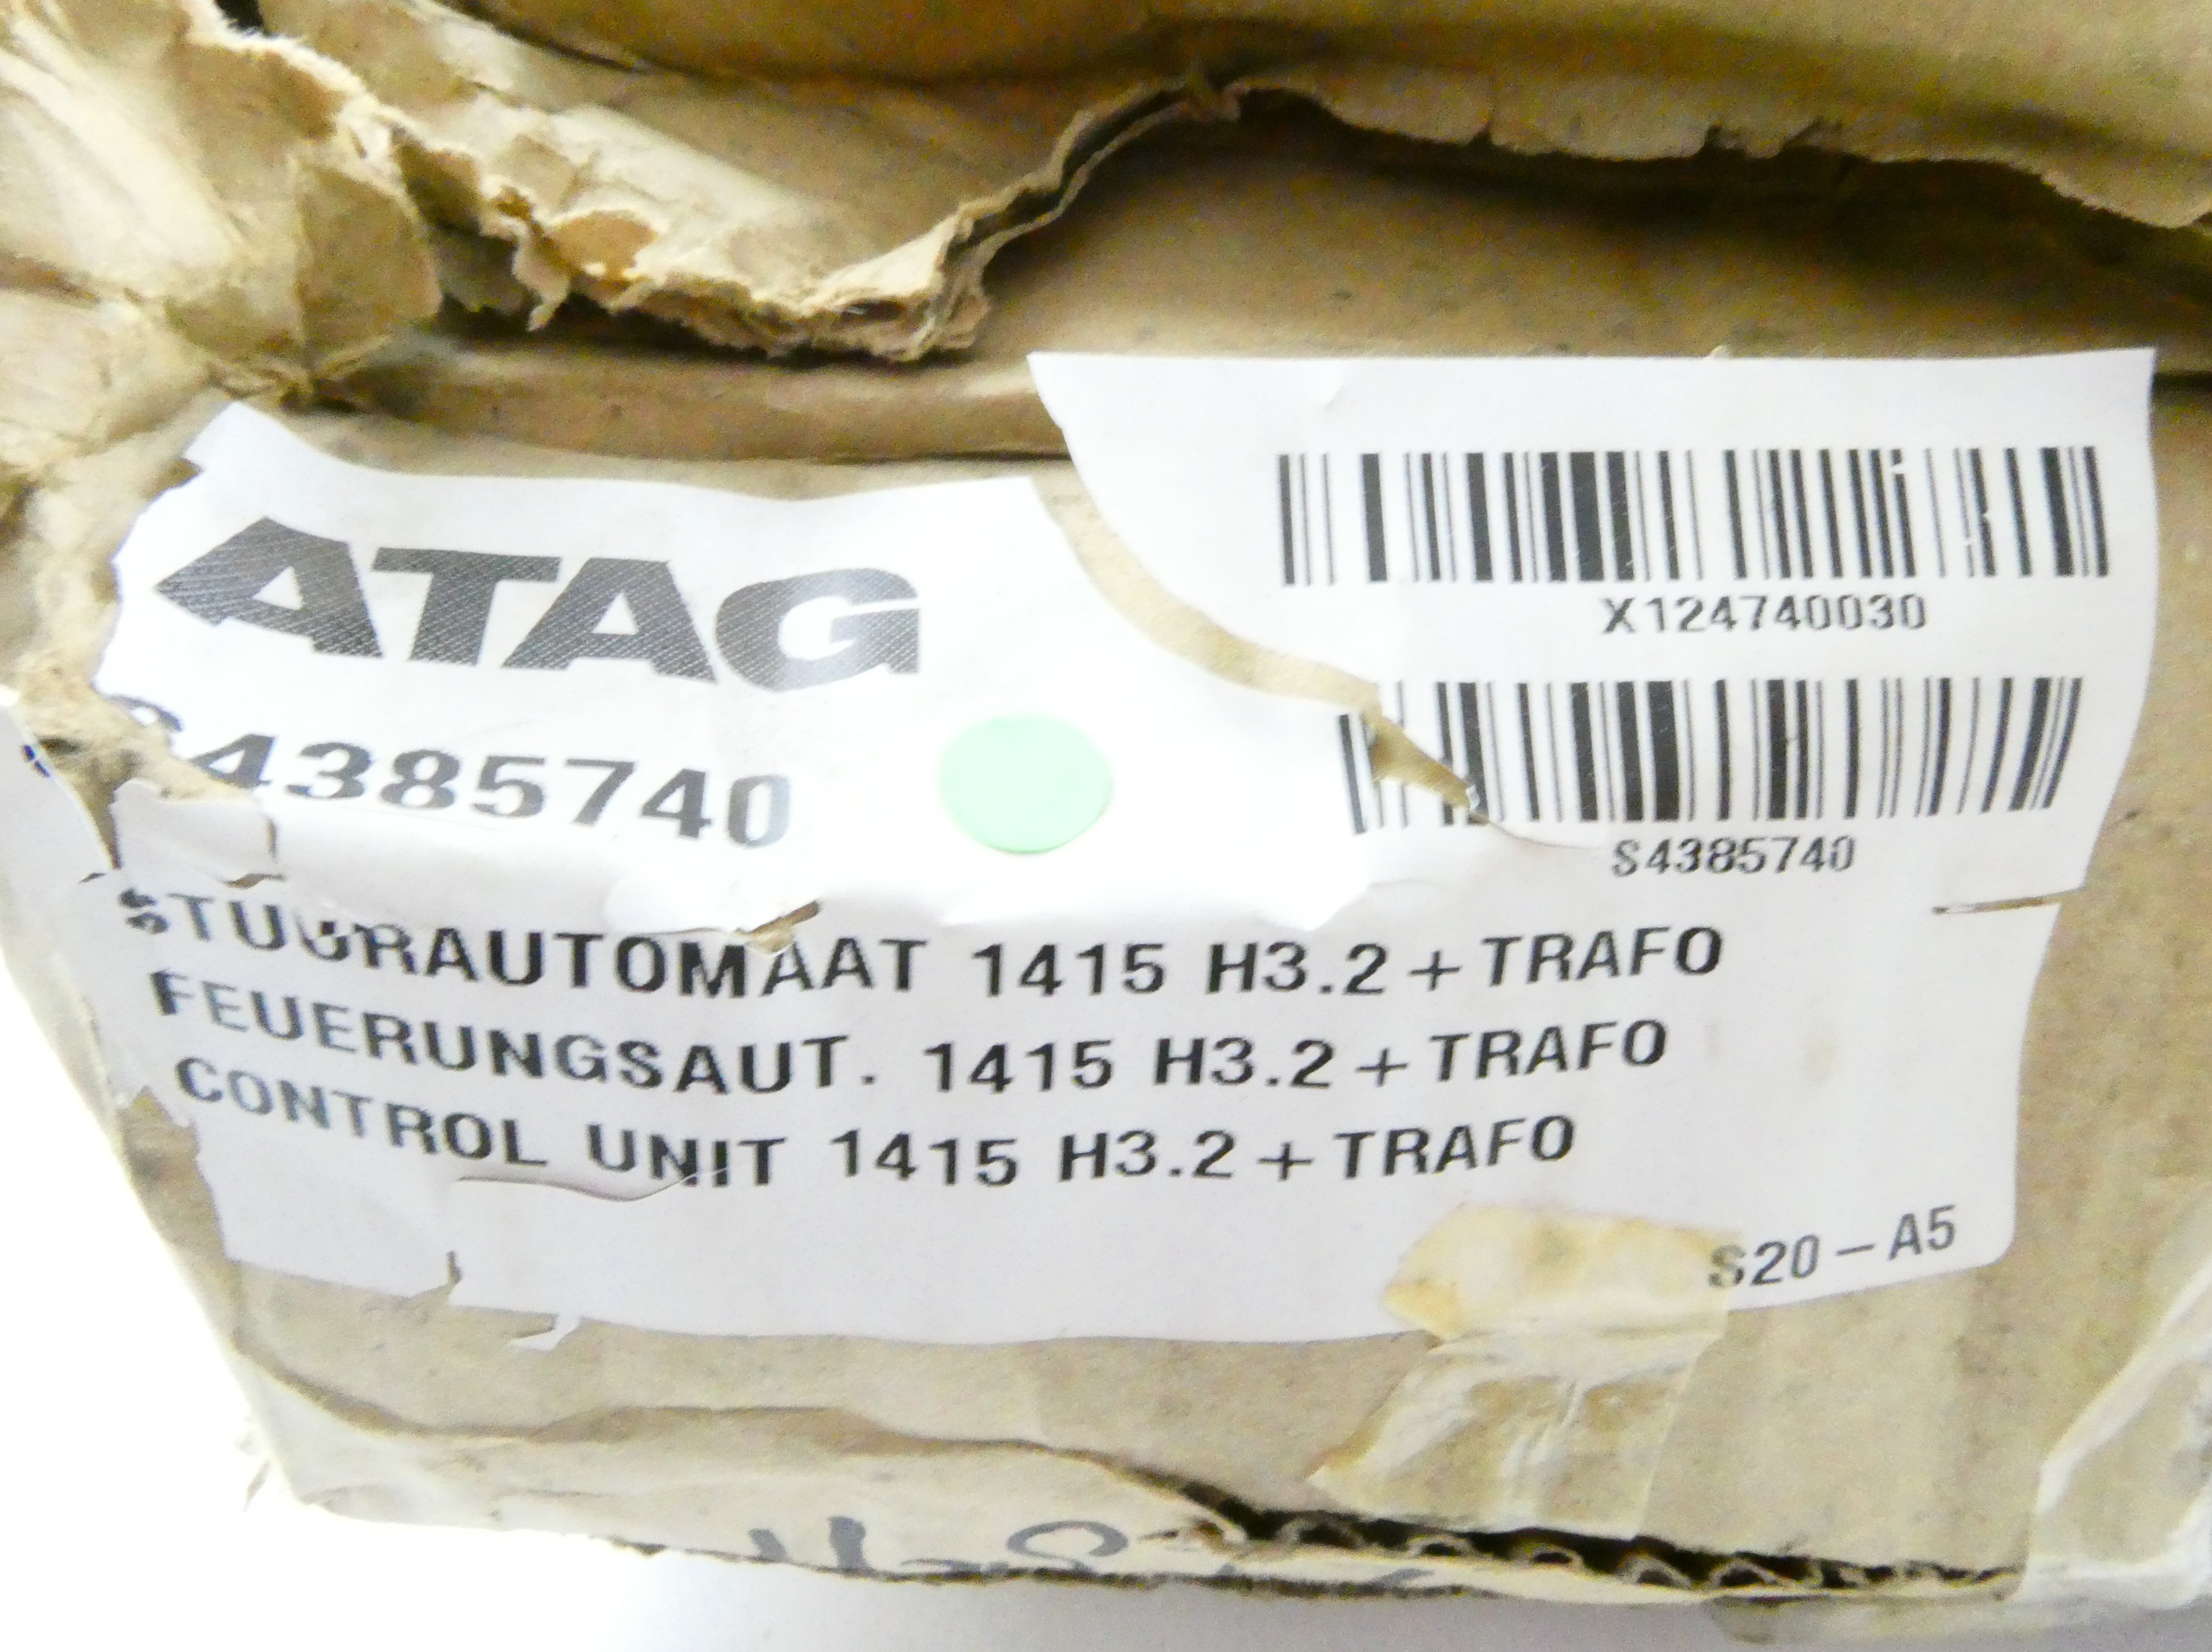 ATAG
X124740030
S4385740
S4385740
STUURAUTOMAAT 1415 H3.2+TRAFO
FEUERUNGSAUT. 1415 H3.2+TRAFO
CONTROL UNIT 1415 H3.2+TRAFO
S20-A5